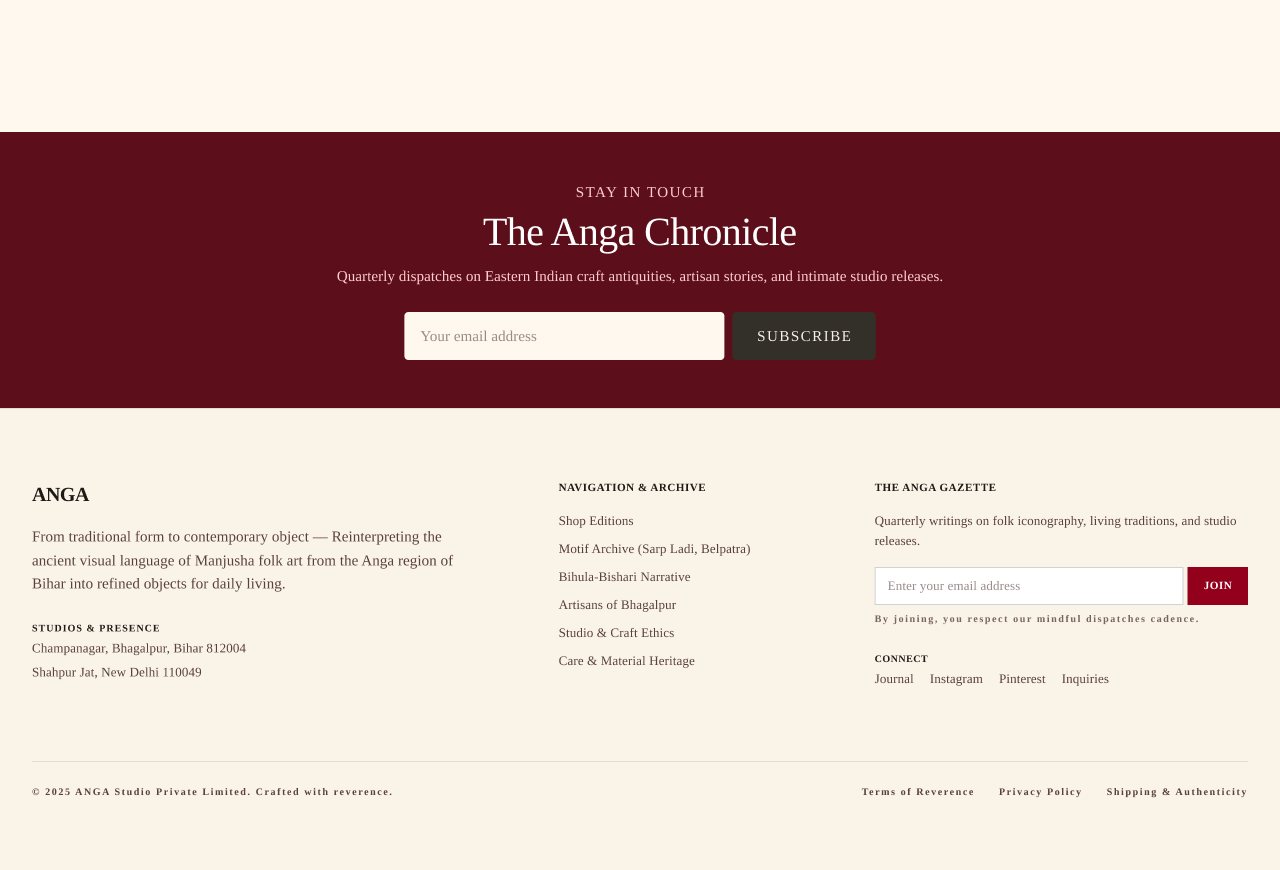 STAY IN TOUCH
The Anga Chronicle
Quarterly dispatches on Eastern Indian craft antiquities, artisan stories, and intimate studio releases.
Your email address
SUBSCRIBE
ANGA
From traditional form to contemporary object — Reinterpreting the
ancient visual language of Manjusha folk art from the Anga region of
Bihar into refined objects for daily living.
STUDIOS & PRESENCE
Champanagar, Bhagalpur, Bihar 812004
Shahpur Jat, New Delhi 110049
NAVIGATION & ARCHIVE
Shop Editions
Motif Archive (Sarp Ladi, Belpatra)
Bihula-Bishari Narrative
Artisans of Bhagalpur
Studio & Craft Ethics
Care & Material Heritage
THE ANGA GAZETTE
Quarterly writings on folk iconography, living traditions, and studio
releases.
Enter your email address
JOIN
By joining, you respect our mindful dispatches cadence.
CONNECT
Journal Instagram Pinterest Inquiries
© 2025 ANGA Studio Private Limited. Crafted with reverence.
Terms of Reverence Privacy Policy Shipping & Authenticity